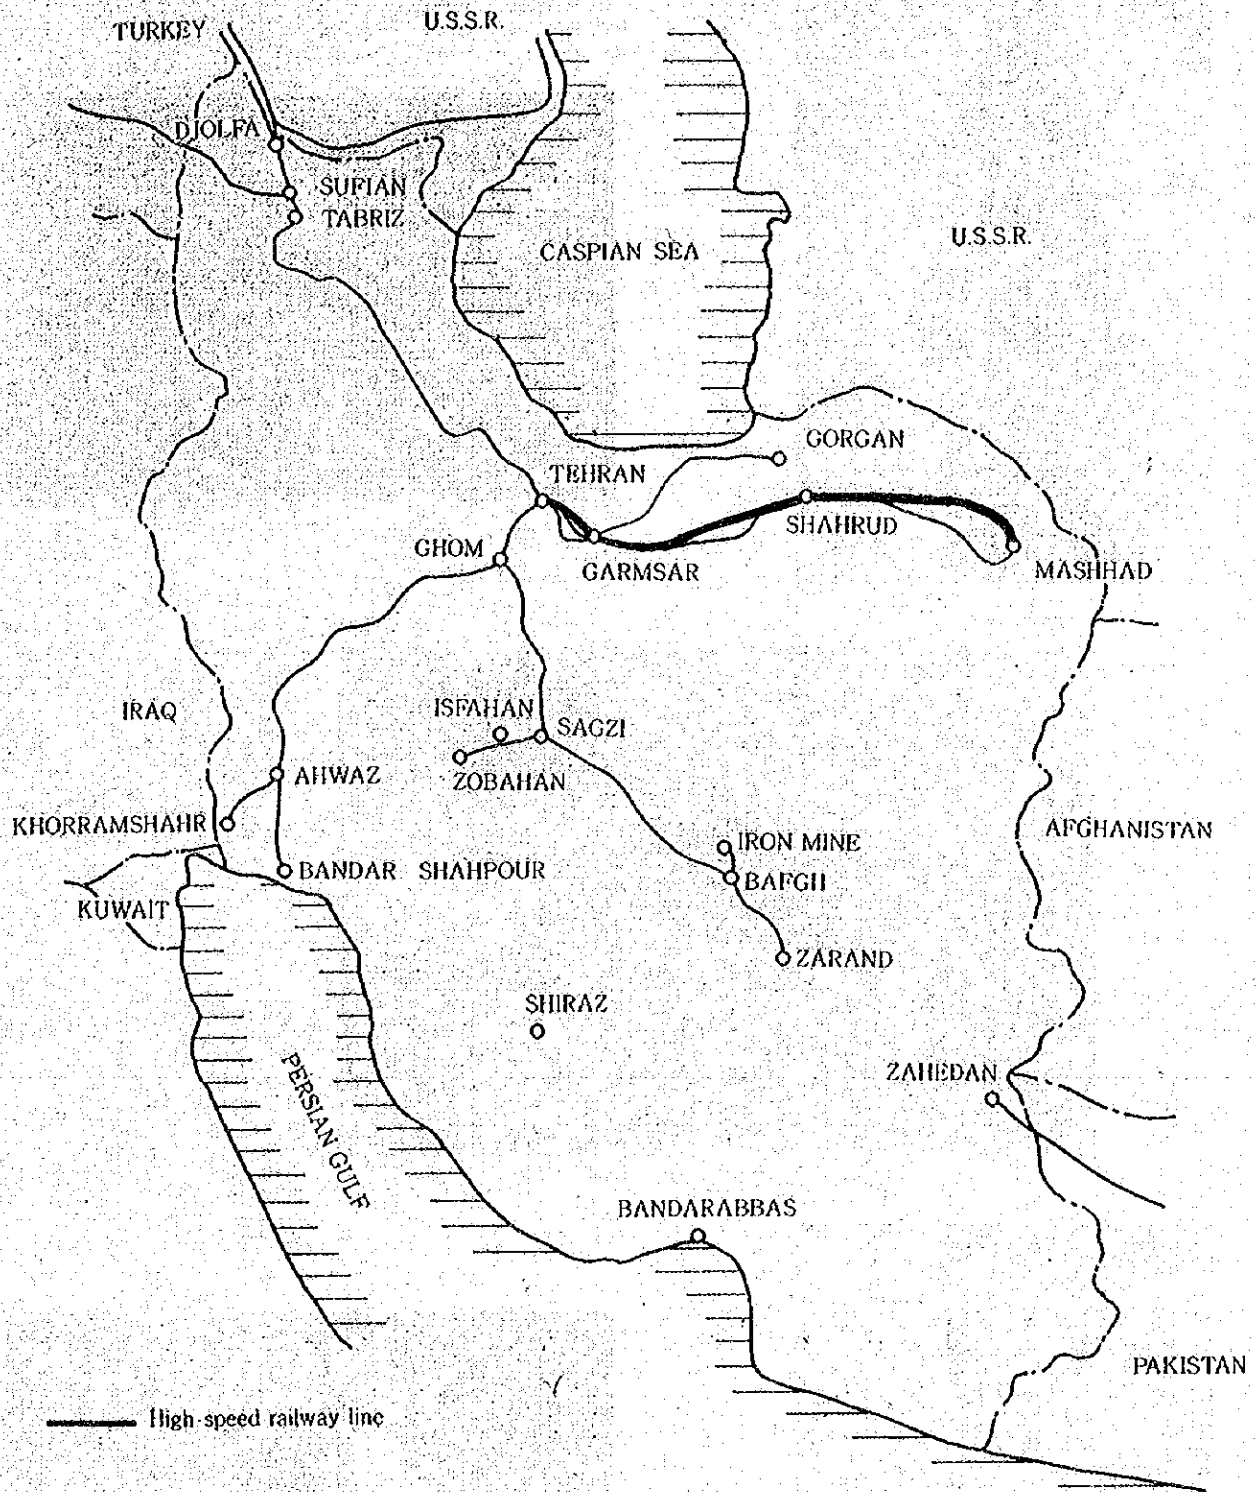 TURKEY
U.S.S.R.
DJOLFA
SUFIAN
TABRIZ
CASPIAN SEA
U.S.S.R.
GORGAN
TEHRAN
SHAHRUD
GHOM
GARMSAR
MASHHAD
IRAQ
ISFAHAN
SAGZI
AHWAZ
ZOBAHAN
KHORRAMSHAHR
IRON MINE
AFGHANISTAN
BANDAR SHAHPOUR
BAFGH
KUWAIT
ZARAND
SHIRAZ
PERSIAN GULF
ZAHEDAN
BANDARABBAS
PAKISTAN
High-speed railway line